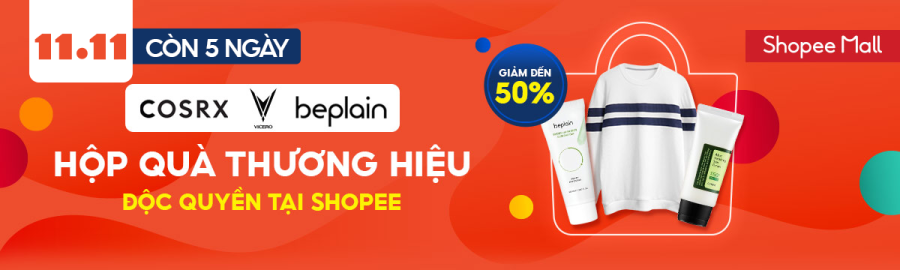 11.11
CÒN 5 NGÀY
COSRX
VICERO
beplain
HỘP QUÀ THƯƠNG HIỆU
ĐỘC QUYỀN TẠI SHOPEE
GIẢM ĐẾN
50%
beplain
Shopee Mall